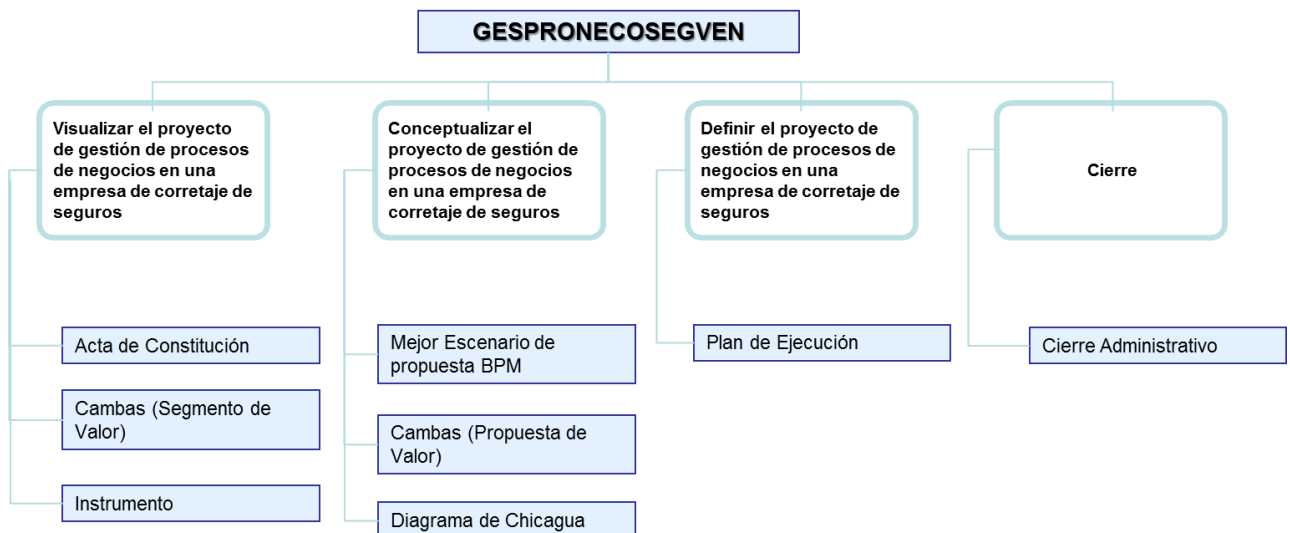 GESPRONECOSEGVEN
Visualizar el proyecto
de gestión de procesos
de negocios en una
empresa de corretaje de
seguros
Conceptualizar el
proyecto de gestión de
procesos de negocios
en una empresa de
corretaje de seguros
Definir el proyecto de
gestión de procesos de
negocios en una
empresa de corretaje de
seguros
Cierre
Acta de Constitución
Cambas (Segmento de
Valor)
Instrumento
Mejor Escenario de
propuesta BPM
Cambas (Propuesta de
Valor)
Diagrama de Chicagua
Plan de Ejecución
Cierre Administrativo